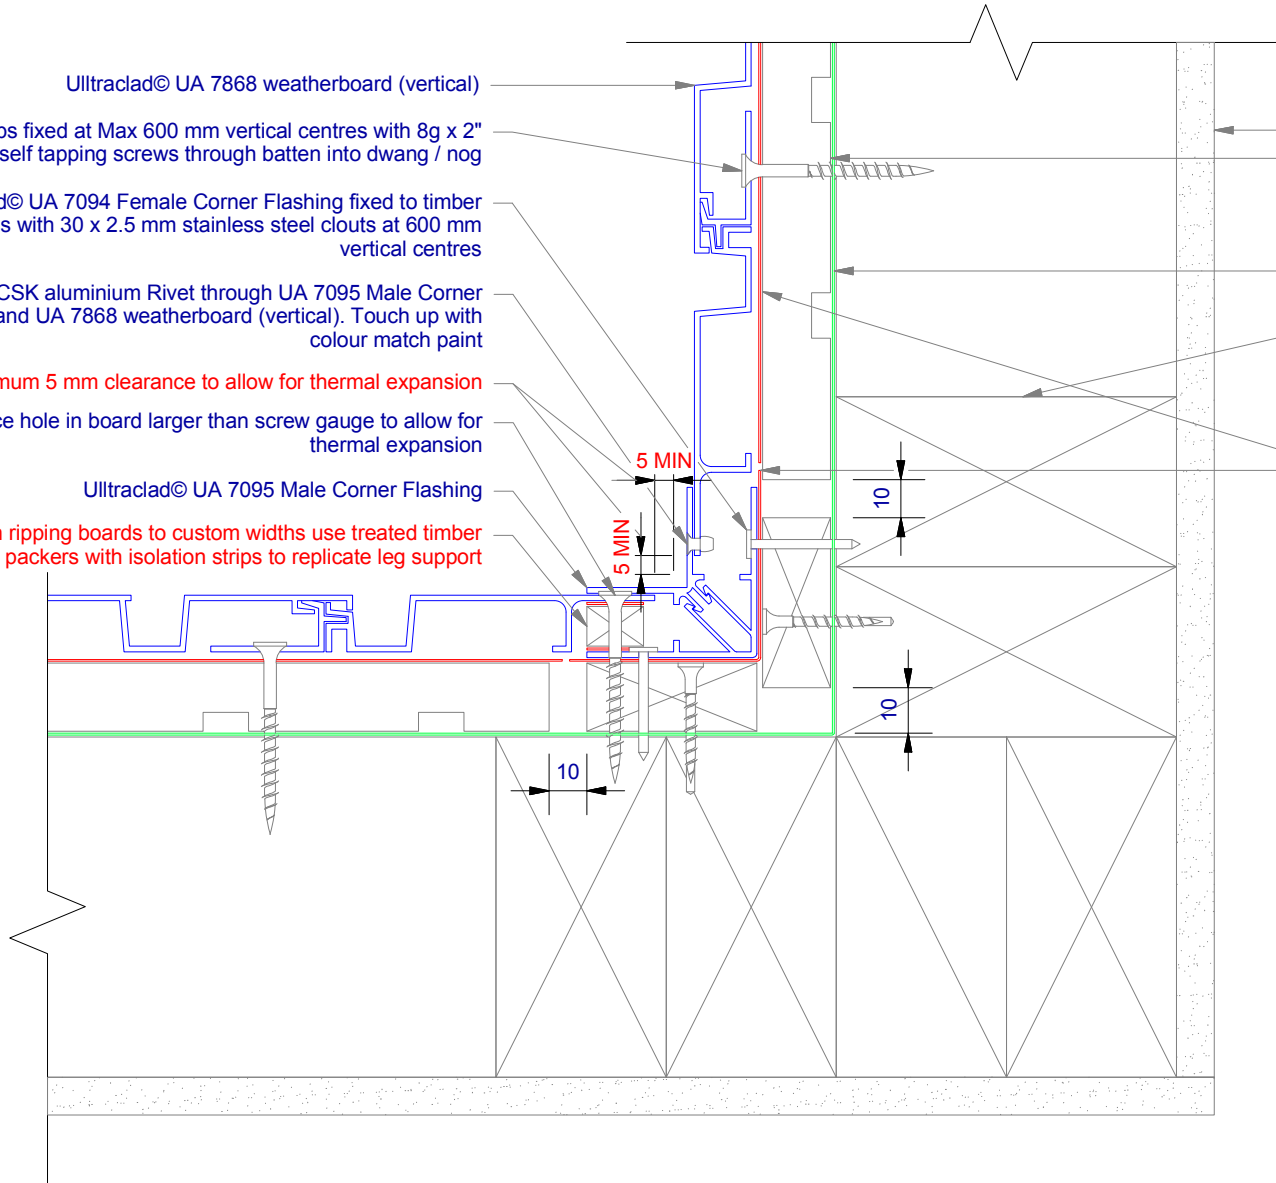 Ulltraclad© UA 7868 weatherboard (vertical)
fixed at Max 600 mm vertical centres with 8g x 2"
self tapping screws through batten into dwang / nog
UA 7094 Female Corner Flashing fixed to timber
with 30 x 2.5 mm stainless steel clouts at 600 mm
vertical centres
CSK aluminium Rivet through UA 7095 Male Corner
and UA 7868 weatherboard (vertical). Touch up with
colour match paint
5 mm clearance to allow for thermal expansion
hole in board larger than screw gauge to allow for
thermal expansion
5 MIN
Ulltraclad© UA 7095 Male Corner Flashing
10
ripping boards to custom widths use treated timber
packers with isolation strips to replicate leg support
5 MIN
10
10